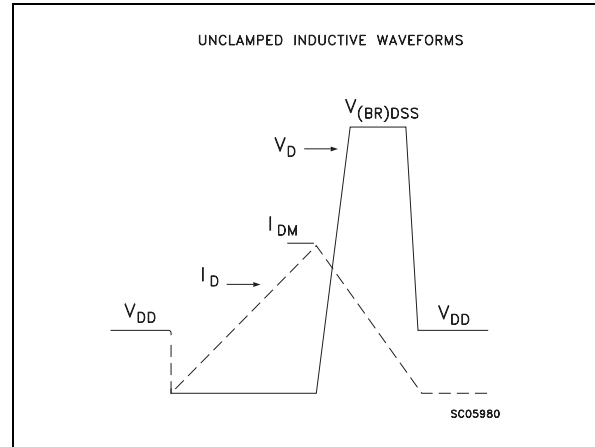 UNCLAMPED INDUCTIVE WAVEFORMS
V(BR)DSS
VD
IDM
ID
VDD
VDD
SC05980